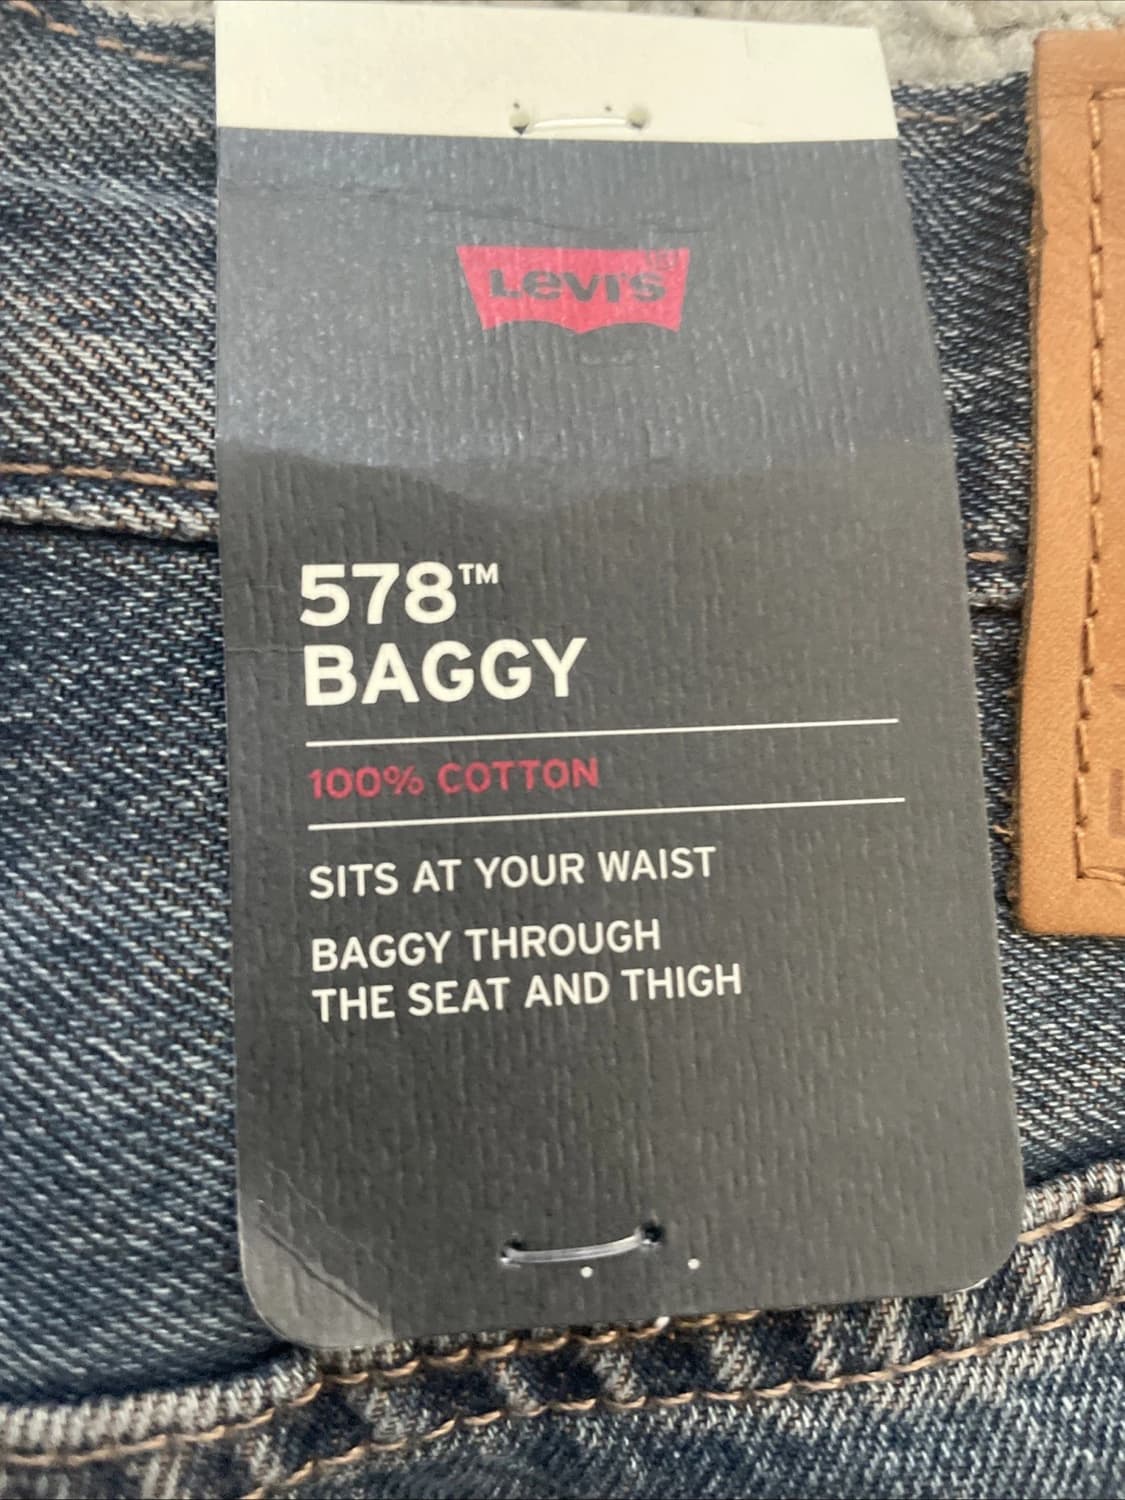 Levi's®
578™
BAGGY
100% COTTON
SITS AT YOUR WAIST
BAGGY THROUGH
THE SEAT AND THIGH